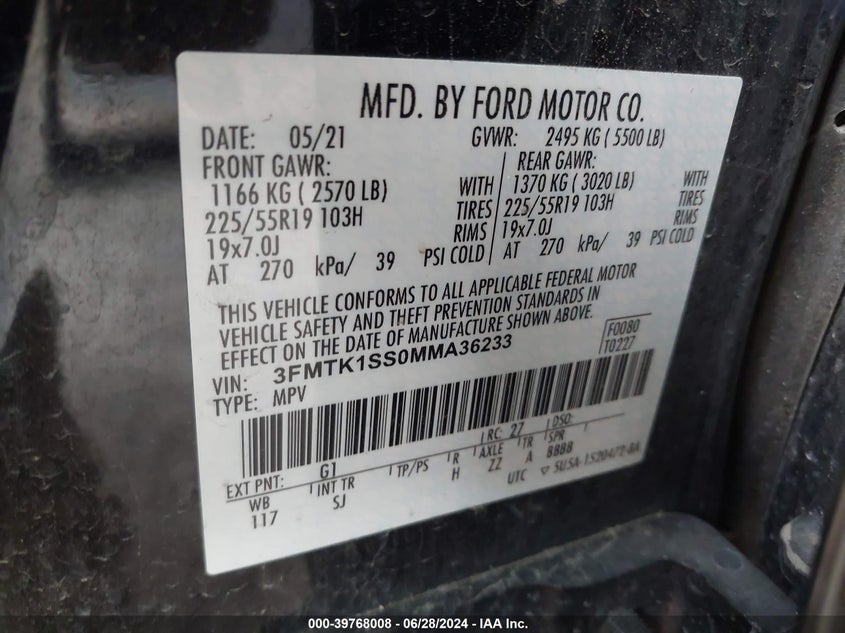 MFD. BY FORD MOTOR CO.
DATE: 05/21 GVWR: 2495 KG ( 5500 LB)
FRONT GAWR: REAR GAWR:
1166 KG ( 2570 LB) WITH 1370 KG ( 3020 LB) WITH
225/55R19 103H TIRES 225/55R19 103H TIRES
19x7.0J RIMS 19x7.0J RIMS
AT 270 kPa/ 39 PSI COLD AT 270 kPa/ 39 PSI COLD
THIS VEHICLE CONFORMS TO ALL APPLICABLE FEDERAL MOTOR
VEHICLE SAFETY AND THEFT PREVENTION STANDARDS IN
EFFECT ON THE DATE OF MANUFACTURE SHOWN ABOVE.
F0080
T0227
VIN: 3FMTK1SS0MMA36233
TYPE: MPV
RC: 27 DSO:
EXT PNT: G1 AXLE TR SPR
WB INT TR TP/PS R ZZ A BBBB
117 SJ H UTC ▽ 5U5A-1520472-BA
000-39768008 - 06/28/2024 - IAA Inc.